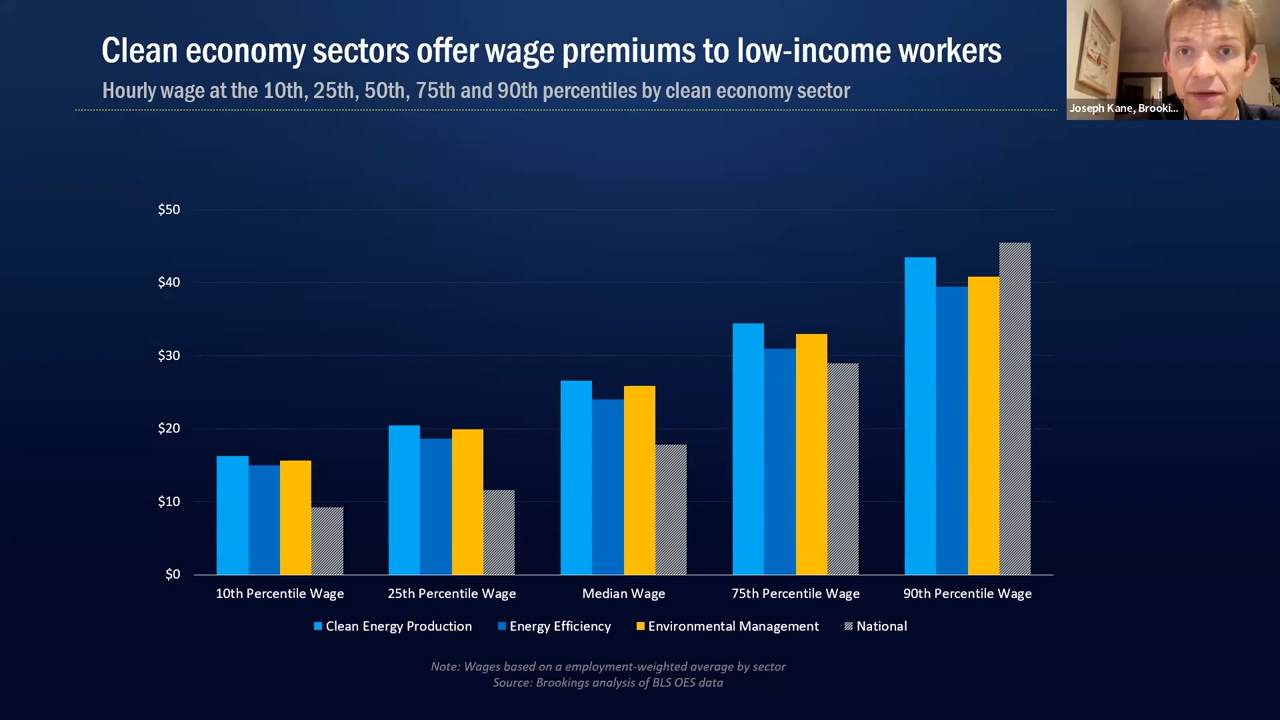 Clean economy sectors offer wage premiums to low-income workers
Hourly wage at the 10th, 25th, 50th, 75th and 90th percentiles by clean economy sector
Joseph Kane, Brooki...
$50
$40
$30
$20
$10
$0
10th Percentile Wage
25th Percentile Wage
Median Wage
75th Percentile Wage
90th Percentile Wage
Clean Energy Production
Energy Efficiency
Environmental Management
National
Note: Wages based on a employment-weighted average by sector
Source: Brookings analysis of BLS OES data